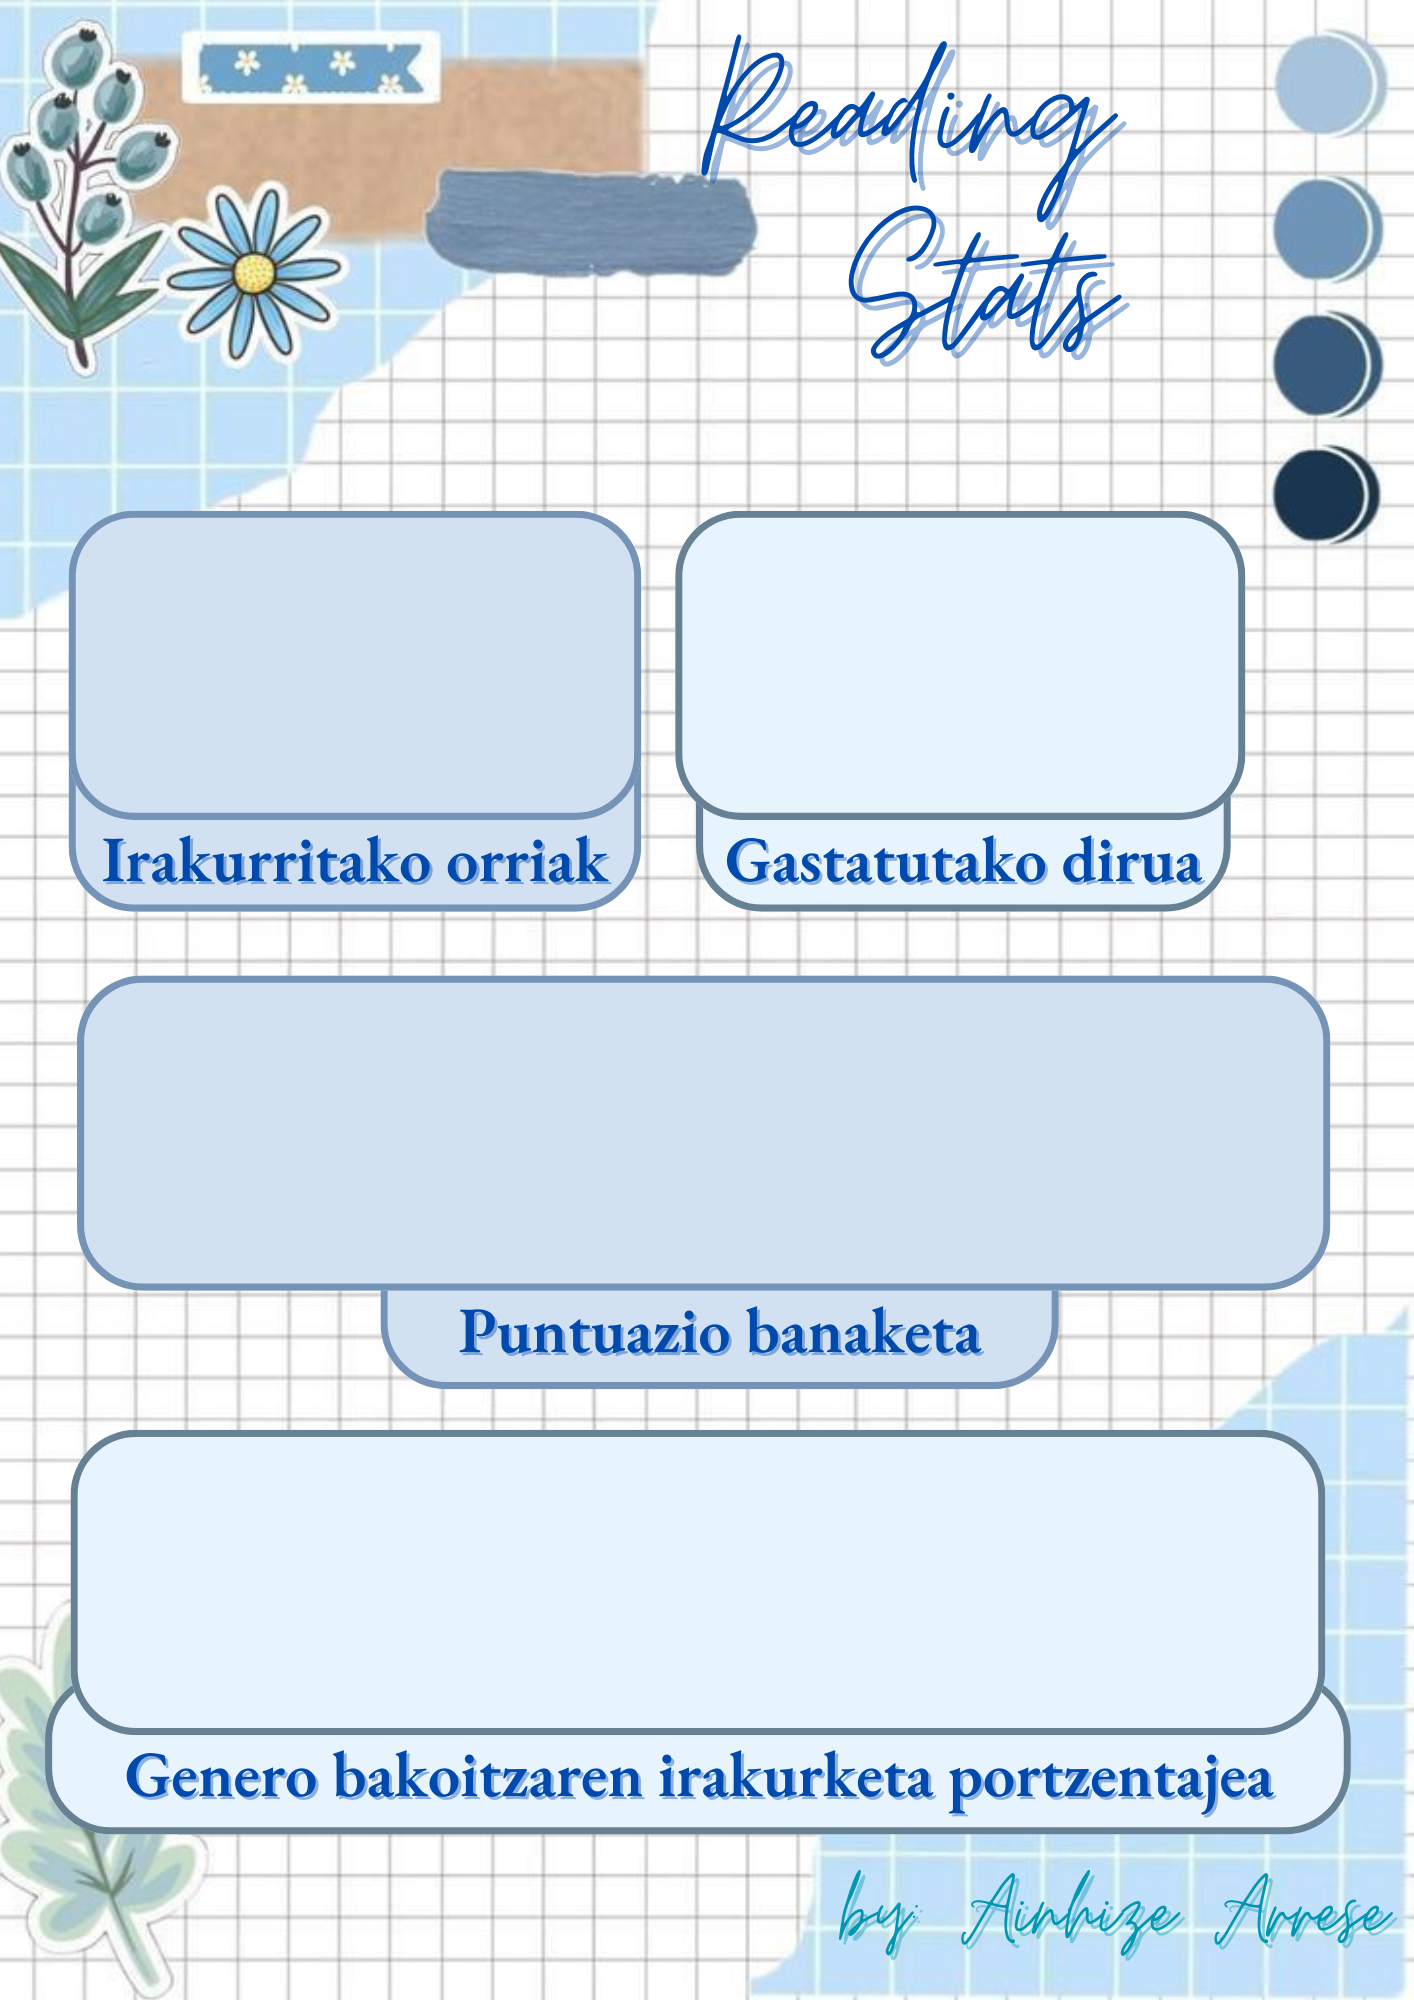 Reading
Stats
Irakurritako orriak
Gastatutako dirua
Puntuazio banaketa
Genero bakoitzaren irakurketa portzentajea
by: Ainhize Arrese